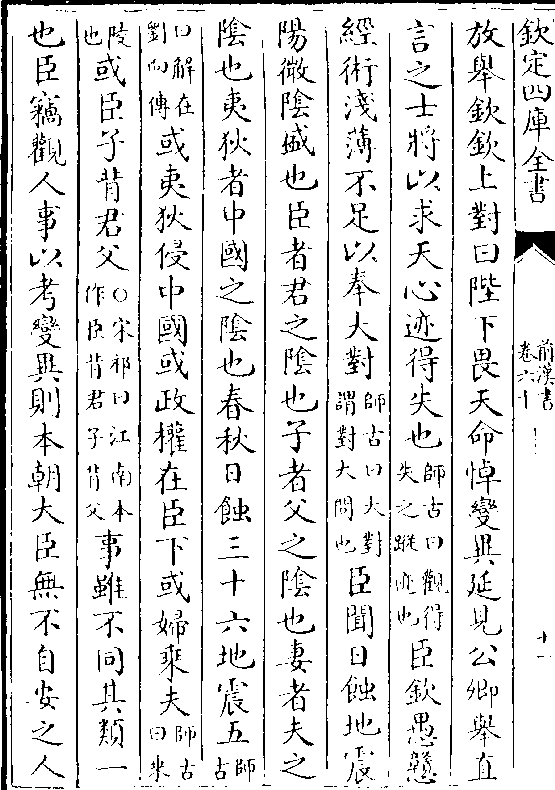 欽定四庫全書
前漢書
卷六十
十一
放舉欽欽上對曰陛下畏天命悼變異延見公卿舉直
言之士將以求天心迹得失也師古曰觀得失之蹤迹也臣欽愚戇
經術淺薄不足以奉大對師古曰大對謂對大問也臣聞日蝕地震
陽微陰盛也臣者君之陰也子者父之陰也妻者夫之
陰也夷狄者中國之陰也春秋日蝕三十六地震五師古
曰解在劉向傳或夷狄侵中國或政權在臣下或婦乘夫師古曰乘
陵也或臣子背君父○宋祁曰江南本作臣背君子背父事雖不同其類一
也臣竊觀人事以考變異則本朝大臣無不自安之人